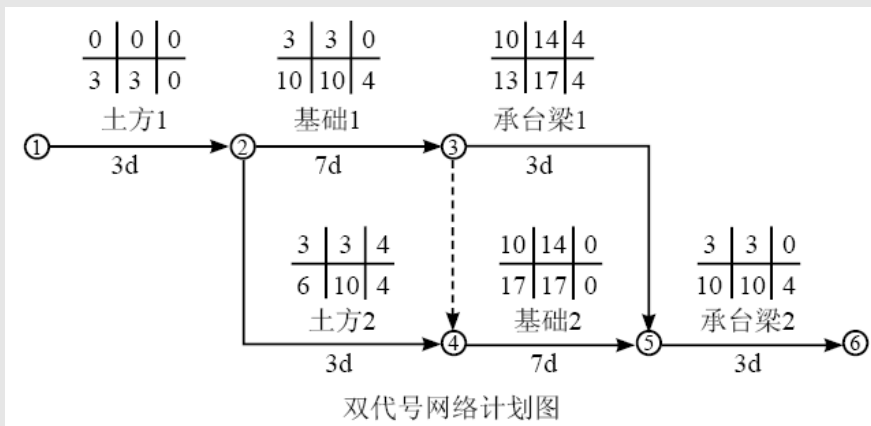 0 0 0
3 3 0
土方1
3d
3 3 0
10 10 4
基础1
7d
10 14 4
13 17 4
承台梁1
3d
① ② ③
3 3 4
6 10 4
土方2
3d
10 14 0
17 17 0
基础2
7d
3 3 0
10 10 4
承台梁2
3d
④ ⑤ ⑥
双代号网络计划图